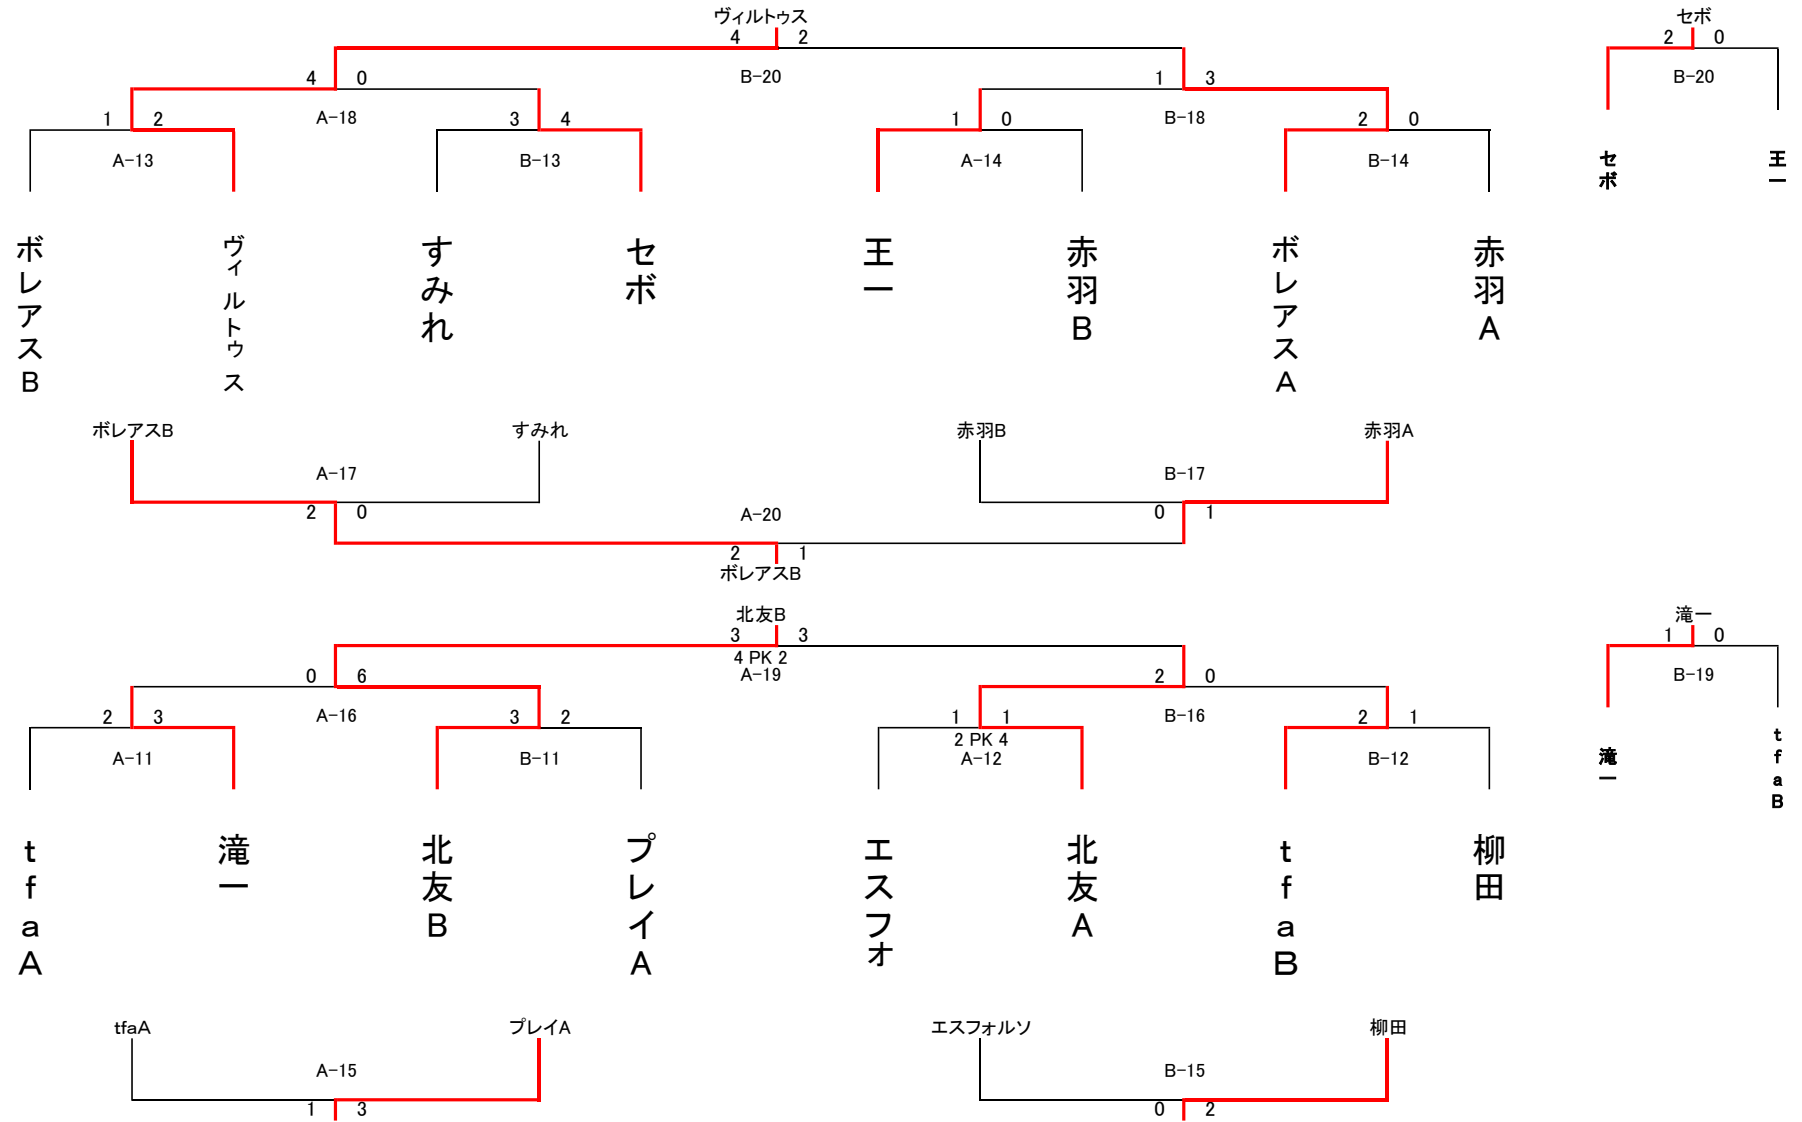 ヴィルトゥス
4 2
B-20
4 0
A-18
1 3
B-18
1 2
A-13
3 4
B-13
1 0
A-14
2 0
B-14
ボレアスB
ヴィルトゥス
すみれ
セボ
王一
赤羽B
ボレアスA
赤羽A
セボ
2 0
B-20
セボ
王一
ボレアスB
すみれ
赤羽B
赤羽A
A-17
2 0
B-17
0 1
A-20
2 1
ボレアスB
北友B
3 3
4 PK 2
A-19
0 6
A-16
2 0
B-16
2 3
A-11
3 2
B-11
1 1
2 PK 4
A-12
2 1
B-12
tfaA
滝一
北友B
プレイA
エスフォ
北友A
tfaB
柳田
滝一
1 0
B-19
滝一
tfaB
tfaA
プレイA
エスフォルソ
柳田
A-15
1 3
B-15
0 2